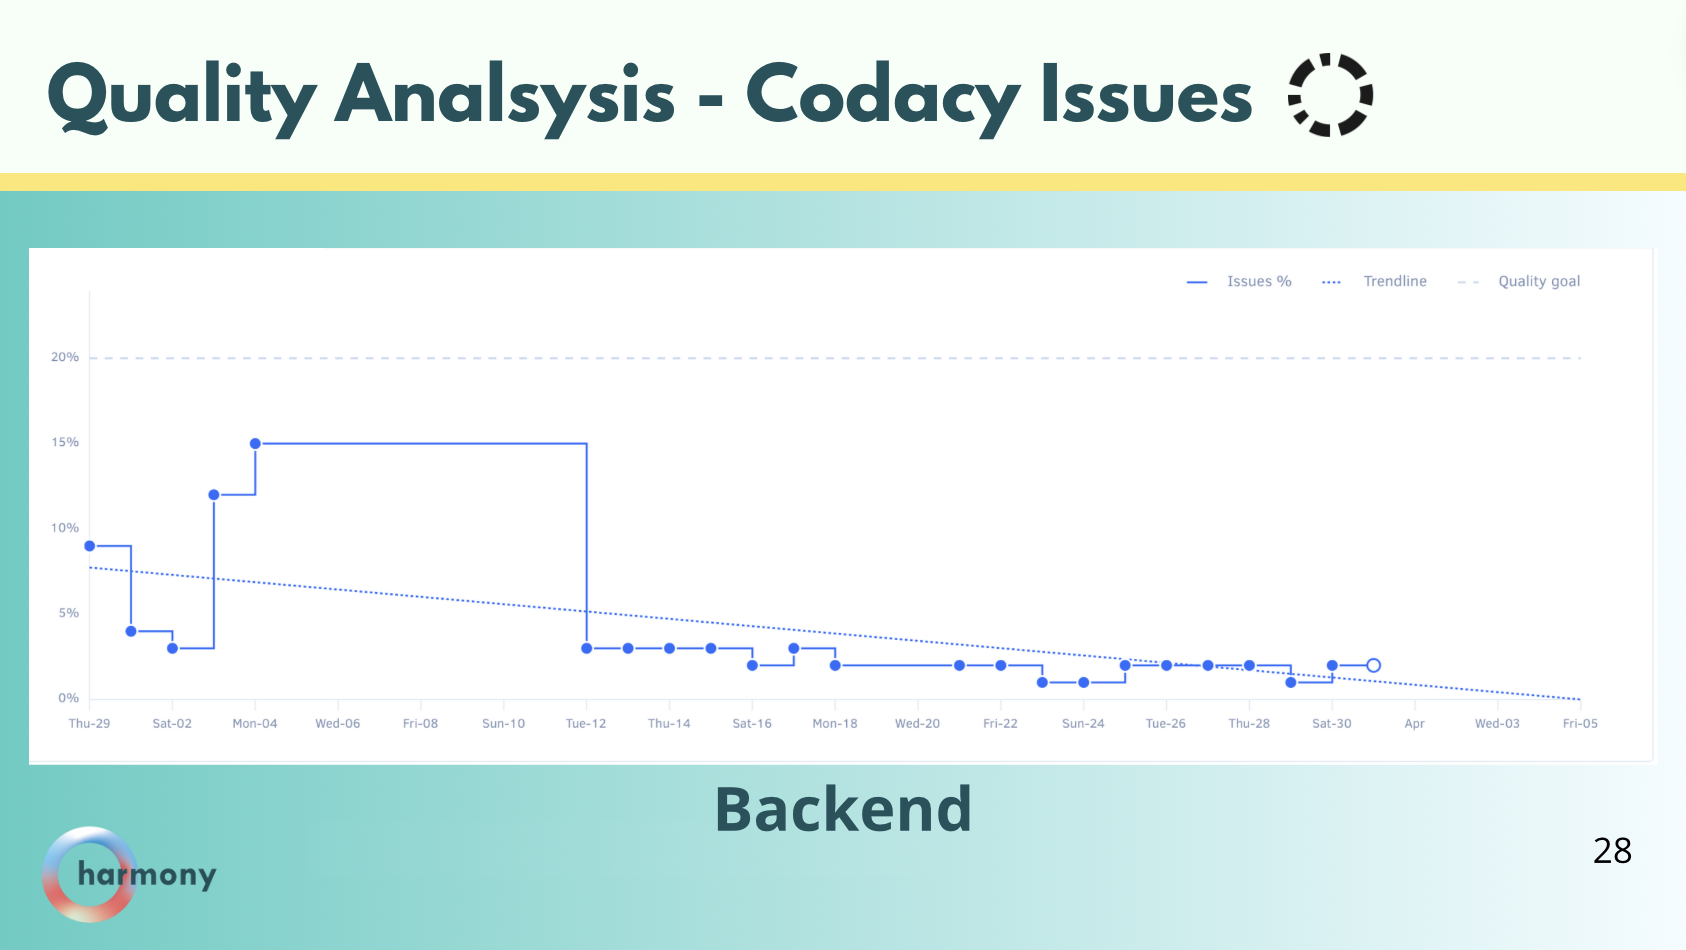 Quality Analsysis - Codacy Issues
Issues % Trendline Quality goal
20%
15%
10%
5%
0%
Thu-29 Sat-02 Mon-04 Wed-06 Fri-08 Sun-10 Tue-12 Thu-14 Sat-16 Mon-18 Wed-20 Fri-22 Sun-24 Tue-26 Thu-28 Sat-30 Apr Wed-03 Fri-05
Backend
harmony
28